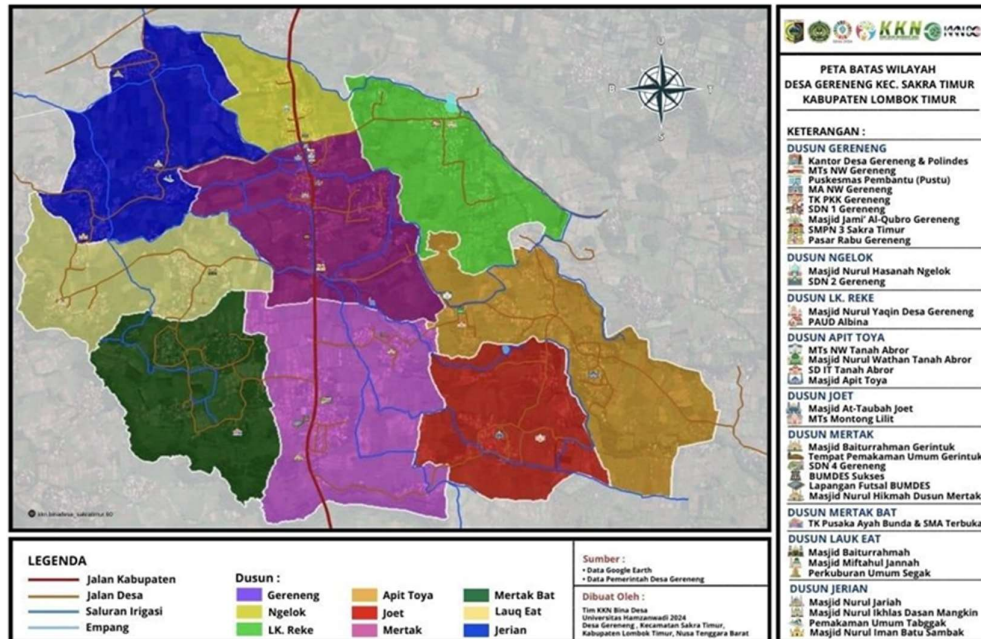 U
B
T
S
KKN
PETA BATAS WILAYAH
DESA GERENENG KEC. SAKRA TIMUR
KABUPATEN LOMBOK TIMUR
KETERANGAN :
DUSUN GERENENG
Kantor Desa Gereneng & Polindes
MTs NW Gereneng
Puskesmas Pembantu (Pustu)
MA NW Gereneng
TK PKK Gereneng
SDN 1 Gereneng
Masjid Jami' Al-Qubro Gereneng
SMPN 3 Sakra Timur
Pasar Rabu Gereneng
DUSUN NGELOK
Masjid Nurul Hasanah Ngelok
SDN 2 Gereneng
DUSUN LK. REKE
Masjid Nurul Yaqin Desa Gereneng
PAUD Albina
DUSUN APIT TOYA
MTs NW Tanah Abror
Masjid Nurul Wathan Tanah Abror
SD IT Tanah Abror
Masjid Apit Toya
DUSUN JOET
Masjid At-Taubah Joet
MTs Montong Lilit
DUSUN MERTAK
Masjid Baiturrahman Gerintuk
Tempat Pemakaman Umum Gerintuk
SDN 4 Gereneng
BUMDES Sukses
Lapangan Futsal BUMDES
Masjid Nurul Hikmah Dusun Mertak
DUSUN MERTAK BAT
TK Pusaka Ayah Bunda & SMA Terbuka
DUSUN LAUK EAT
Masjid Baiturrahmah
Masjid Miftahul Jannah
Perkuburan Umum Segak
DUSUN JERIAN
Masjid Nurul Jariah
Masjid Nurul Ikhlas Dasan Mangkin
Pemakaman Umum Tabggak
Masjid Nurul Iman Batu Sambak
LEGENDA
Jalan Kabupaten
Jalan Desa
Saluran Irigasi
Empang
Dusun :
Gereneng
Ngelok
LK. Reke
Apit Toya
Joet
Mertak
Mertak Bat
Lauq Eat
Jerian
Sumber :
• Data Google Earth
• Data Pemerintah Desa Gereneng
Dibuat Oleh :
Tim KKN Bina Desa
Universitas Hamzanwadi 2024
Desa Gereneng , Kecamatan Sakra Timur,
Kabupaten Lombok Timur, Nusa Tenggara Barat